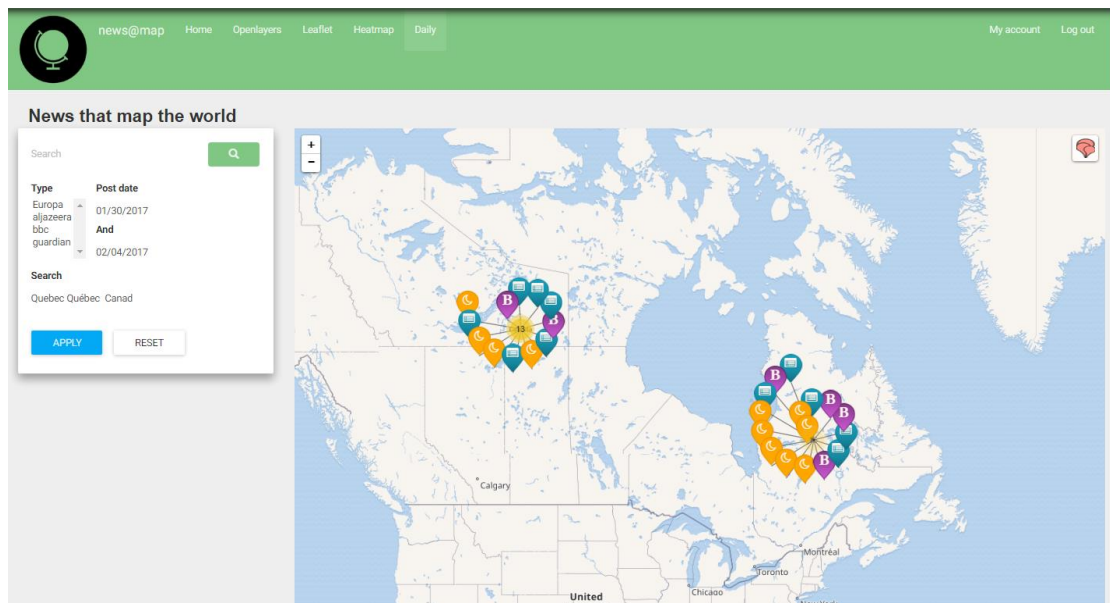 news@map Home Openlayers Leaflet Heatmap Daily My account Log out
News that map the world
Search
Type Post date
Europa
aljazeera
bbc
guardian
01/30/2017
And
02/04/2017
Search
Quebec Québec Canad
APPLY RESET
+
-
B
13
B
B
B
B
B
Calgary
Montréal
Toronto
Chicago
United